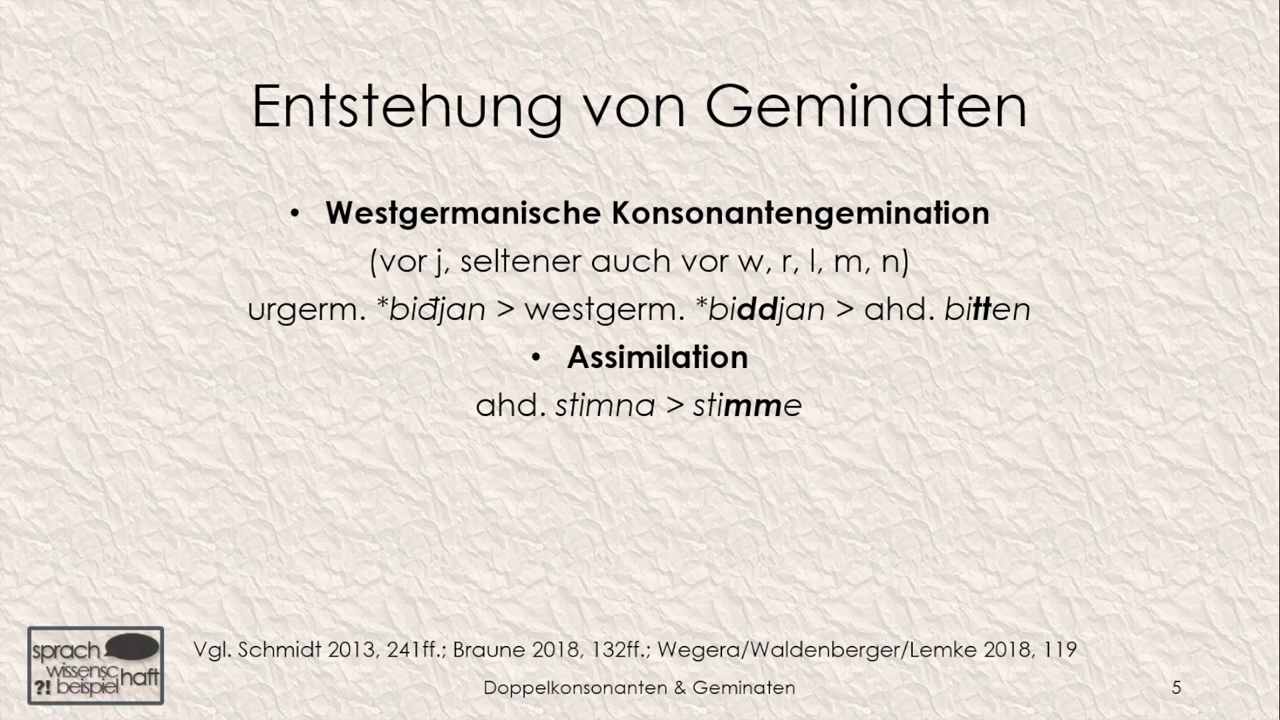 Entstehung von Geminaten
• Westgermanische Konsonantengemination
(vor j, seltener auch vor w, r, l, m, n)
urgerm. *biđjan > westgerm. *biddjan > ahd. bitten
• Assimilation
ahd. stimna > stimme
Vgl. Schmidt 2013, 241ff.; Braune 2018, 132ff.; Wegera/Waldenberger/Lemke 2018, 119
sprach
wissensc haft
?! beispiel
Doppelkonsonanten & Geminaten
5